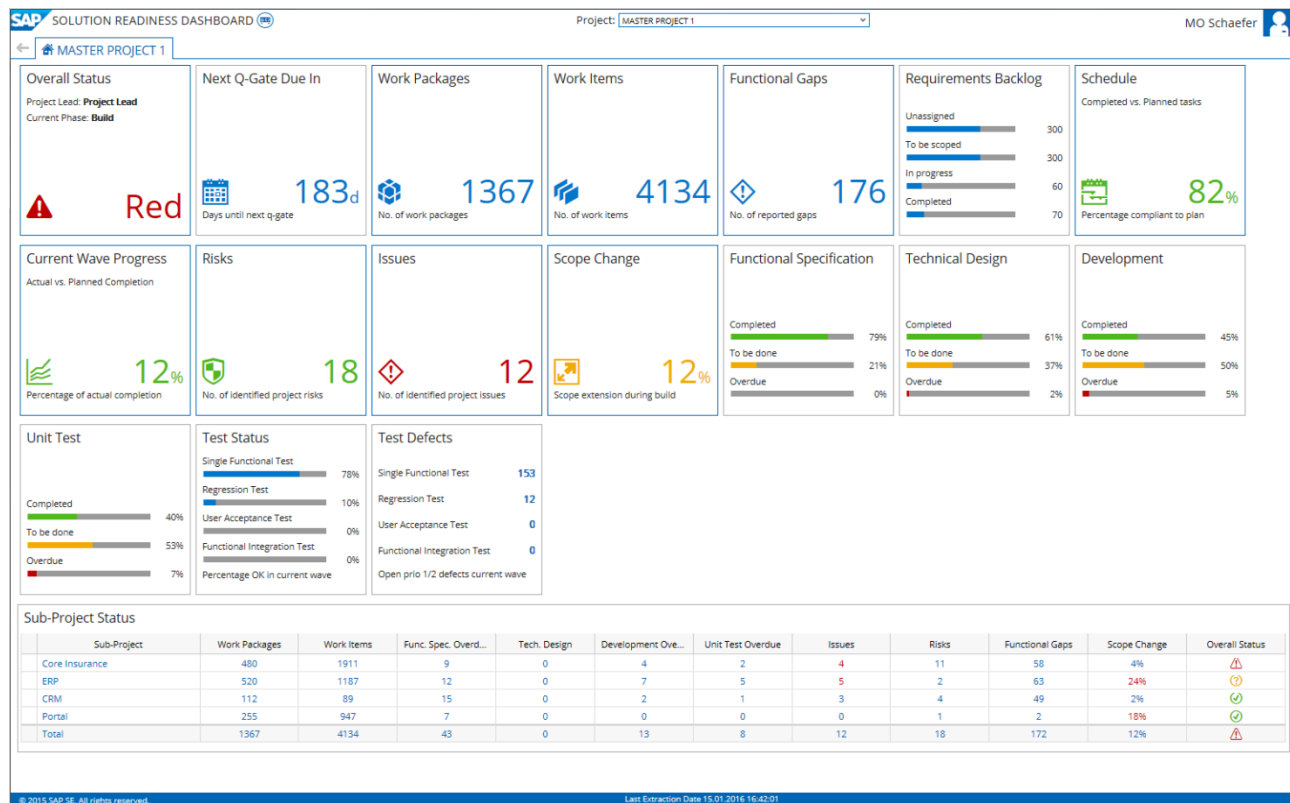 SAP SOLUTION READINESS DASHBOARD
Project: MASTER PROJECT 1
MO Schaefer
MASTER PROJECT 1
Overall Status
Project Lead: Project Lead
Current Phase: Build
Red
Next Q-Gate Due In
183d
Days until next q-gate
Work Packages
1367
No. of work packages
Work Items
4134
No. of work items
Functional Gaps
176
No. of reported gaps
Requirements Backlog
Unassigned
300
To be scoped
300
In progress
60
Completed
70
Schedule
Completed vs. Planned tasks
82%
Percentage compliant to plan
Current Wave Progress
Actual vs. Planned Completion
12%
Percentage of actual completion
Risks
18
No. of identified project risks
Issues
12
No. of identified project issues
Scope Change
12%
Scope extension during build
Functional Specification
Completed
79%
To be done
21%
Overdue
0%
Technical Design
Completed
61%
To be done
37%
Overdue
2%
Development
Completed
45%
To be done
50%
Overdue
5%
Unit Test
Completed
40%
To be done
53%
Overdue
7%
Test Status
Single Functional Test
78%
Regression Test
10%
User Acceptance Test
0%
Functional Integration Test
0%
Percentage OK in current wave
Test Defects
Single Functional Test 153
Regression Test 12
User Acceptance Test 0
Functional Integration Test 0
Open prio 1/2 defects current wave
Sub-Project Status
Sub-Project Work Packages Work Items Func. Spec. Overd... Tech. Design Development Ove... Unit Test Overdue Issues Risks Functional Gaps Scope Change Overall Status
Core Insurance 480 1911 9 0 4 2 4 11 58 4%
ERP 520 1187 12 0 7 5 5 2 63 24%
CRM 112 89 15 0 2 1 3 4 49 2%
Portal 255 947 7 0 0 0 0 1 2 18%
Total 1367 4134 43 0 13 8 12 18 172 12%
© 2015 SAP SE. All rights reserved.
Last Extraction Date 15.01.2016 16:42:01